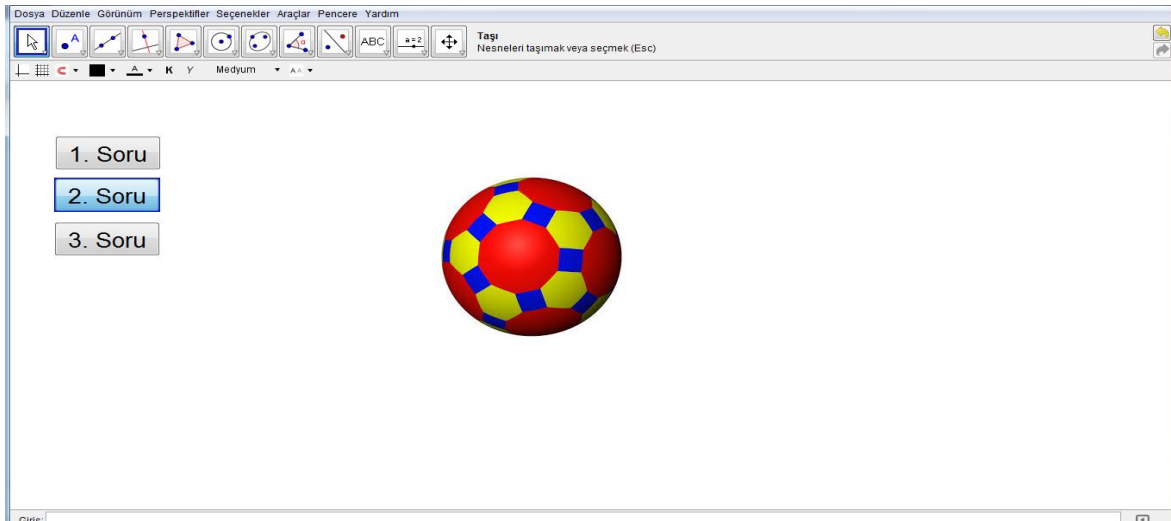 Dosya Düzenle Görünüm Perspektifler Seçenekler Araçlar Pencere Yardım
A
α
ABC
a = 2
Taşı
Nesneleri taşımak veya seçmek (Esc)
A K Y Medyum A A
1. Soru
2. Soru
3. Soru
Giriş: